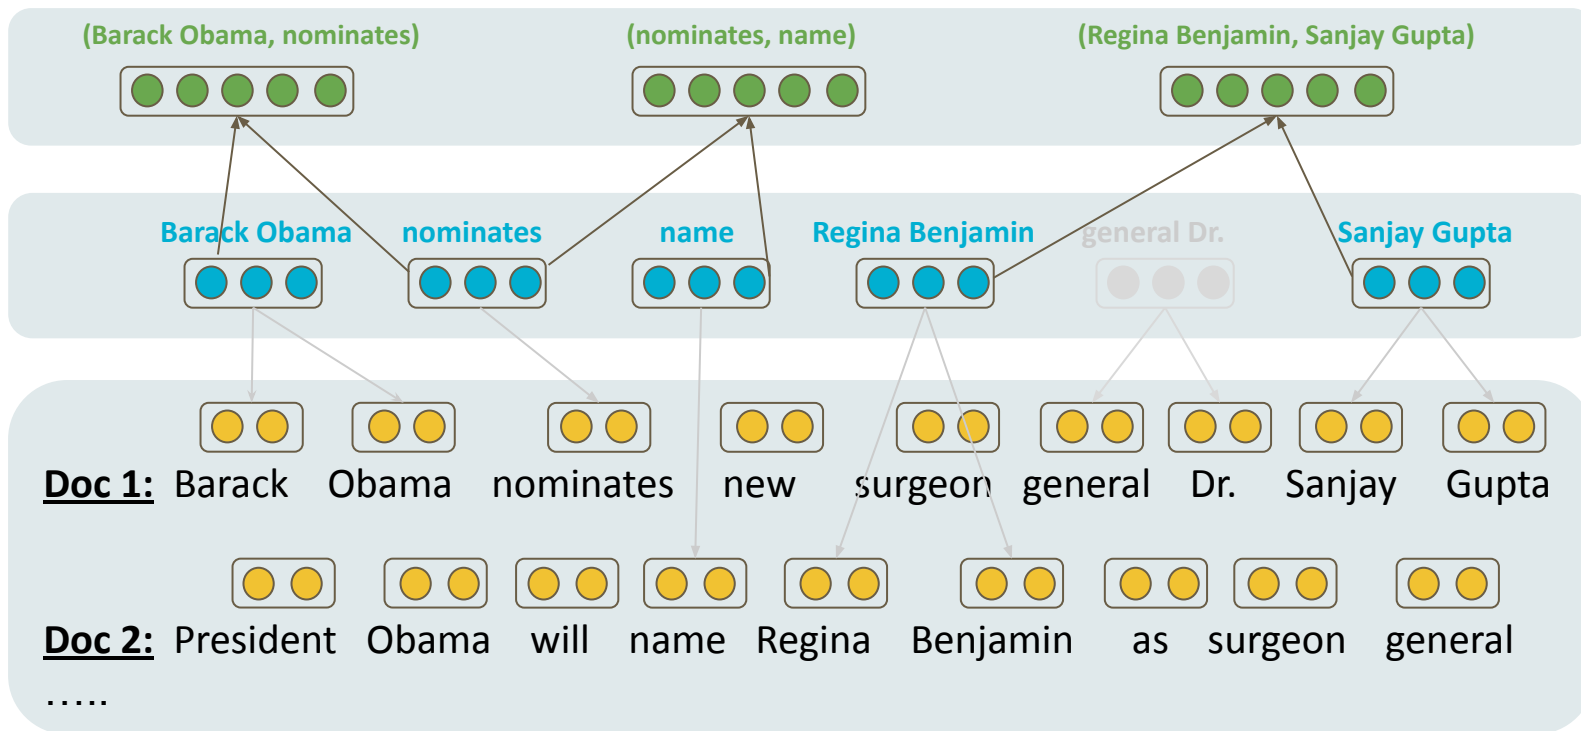 (Barack Obama, nominates) (nominates, name) (Regina Benjamin, Sanjay Gupta)
Barack Obama nominates name Regina Benjamin general Dr. Sanjay Gupta
Doc 1: Barack Obama nominates new surgeon general Dr. Sanjay Gupta
Doc 2: President Obama will name Regina Benjamin as surgeon general
.....